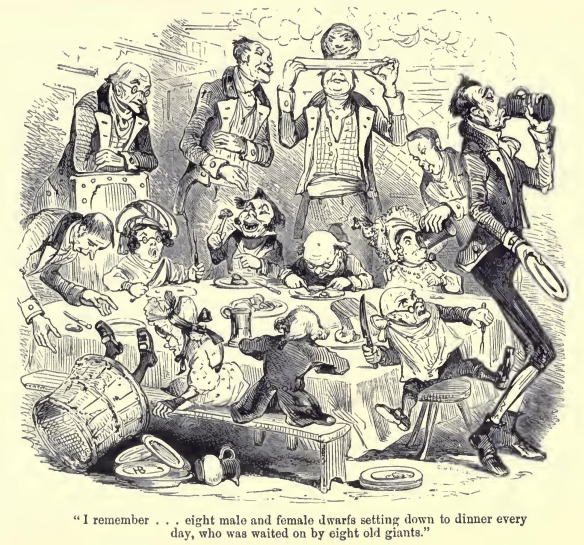 "I remember . . . eight male and female dwarfs setting down to dinner every
day, who was waited on by eight old giants."